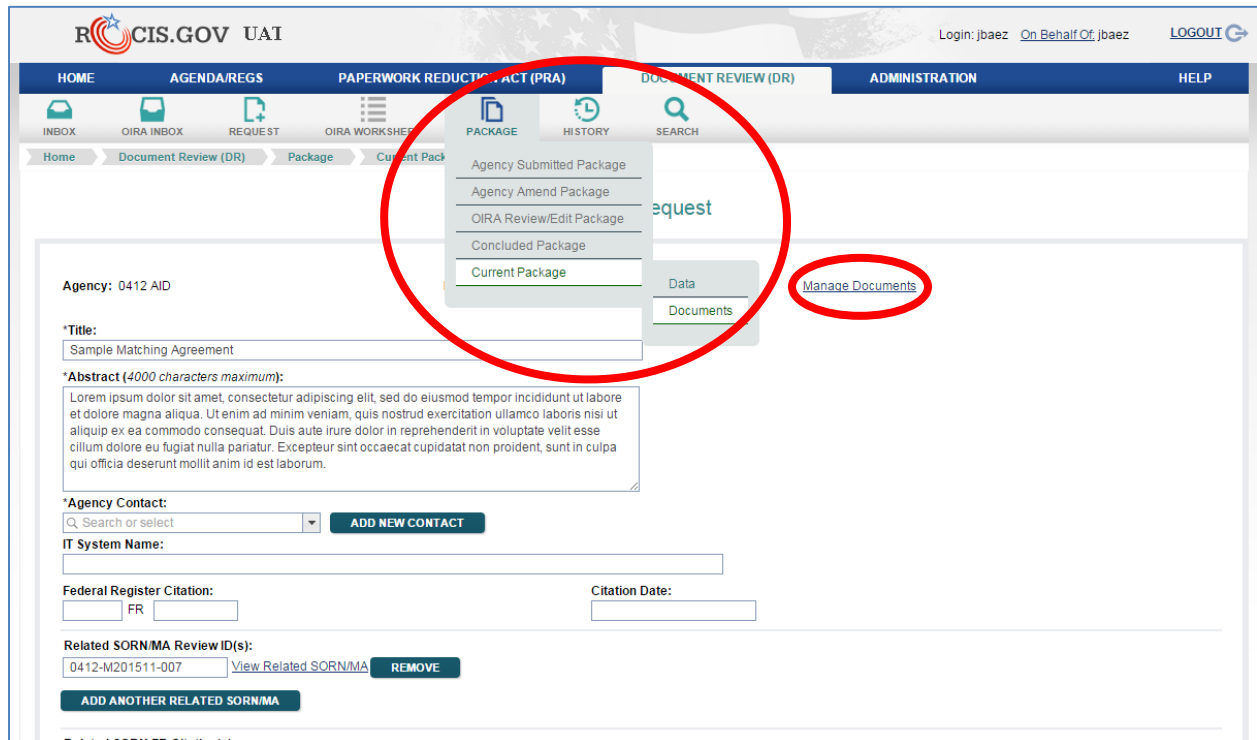 ROCIS.GOV UAI
Login: jbaez On Behalf Of: jbaez LOGOUT
HOME AGENDA/REGS PAPERWORK REDUCTION ACT (PRA) DOCUMENT REVIEW (DR) ADMINISTRATION HELP
INBOX OIRA INBOX REQUEST OIRA WORKSHEET PACKAGE HISTORY SEARCH
Home Document Review (DR) Package Current Pack
Agency Submitted Package
Agency Amend Package
OIRA Review/Edit Package
Concluded Package
Current Package
Data
Documents
equest
Agency: 0412 AID
Manage Documents
*Title:
Sample Matching Agreement
*Abstract (4000 characters maximum):
Lorem ipsum dolor sit amet, consectetur adipiscing elit, sed do eiusmod tempor incididunt ut labore
et dolore magna aliqua. Ut enim ad minim veniam, quis nostrud exercitation ullamco laboris nisi ut
aliquip ex ea commodo consequat. Duis aute irure dolor in reprehenderit in voluptate velit esse
cillum dolore eu fugiat nulla pariatur. Excepteur sint occaecat cupidatat non proident, sunt in culpa
qui officia deserunt mollit anim id est laborum.
*Agency Contact:
Search or select ADD NEW CONTACT
IT System Name:
Federal Register Citation: Citation Date:
FR
Related SORN/MA Review ID(s):
0412-M201511-007 View Related SORN/MA REMOVE
ADD ANOTHER RELATED SORN/MA